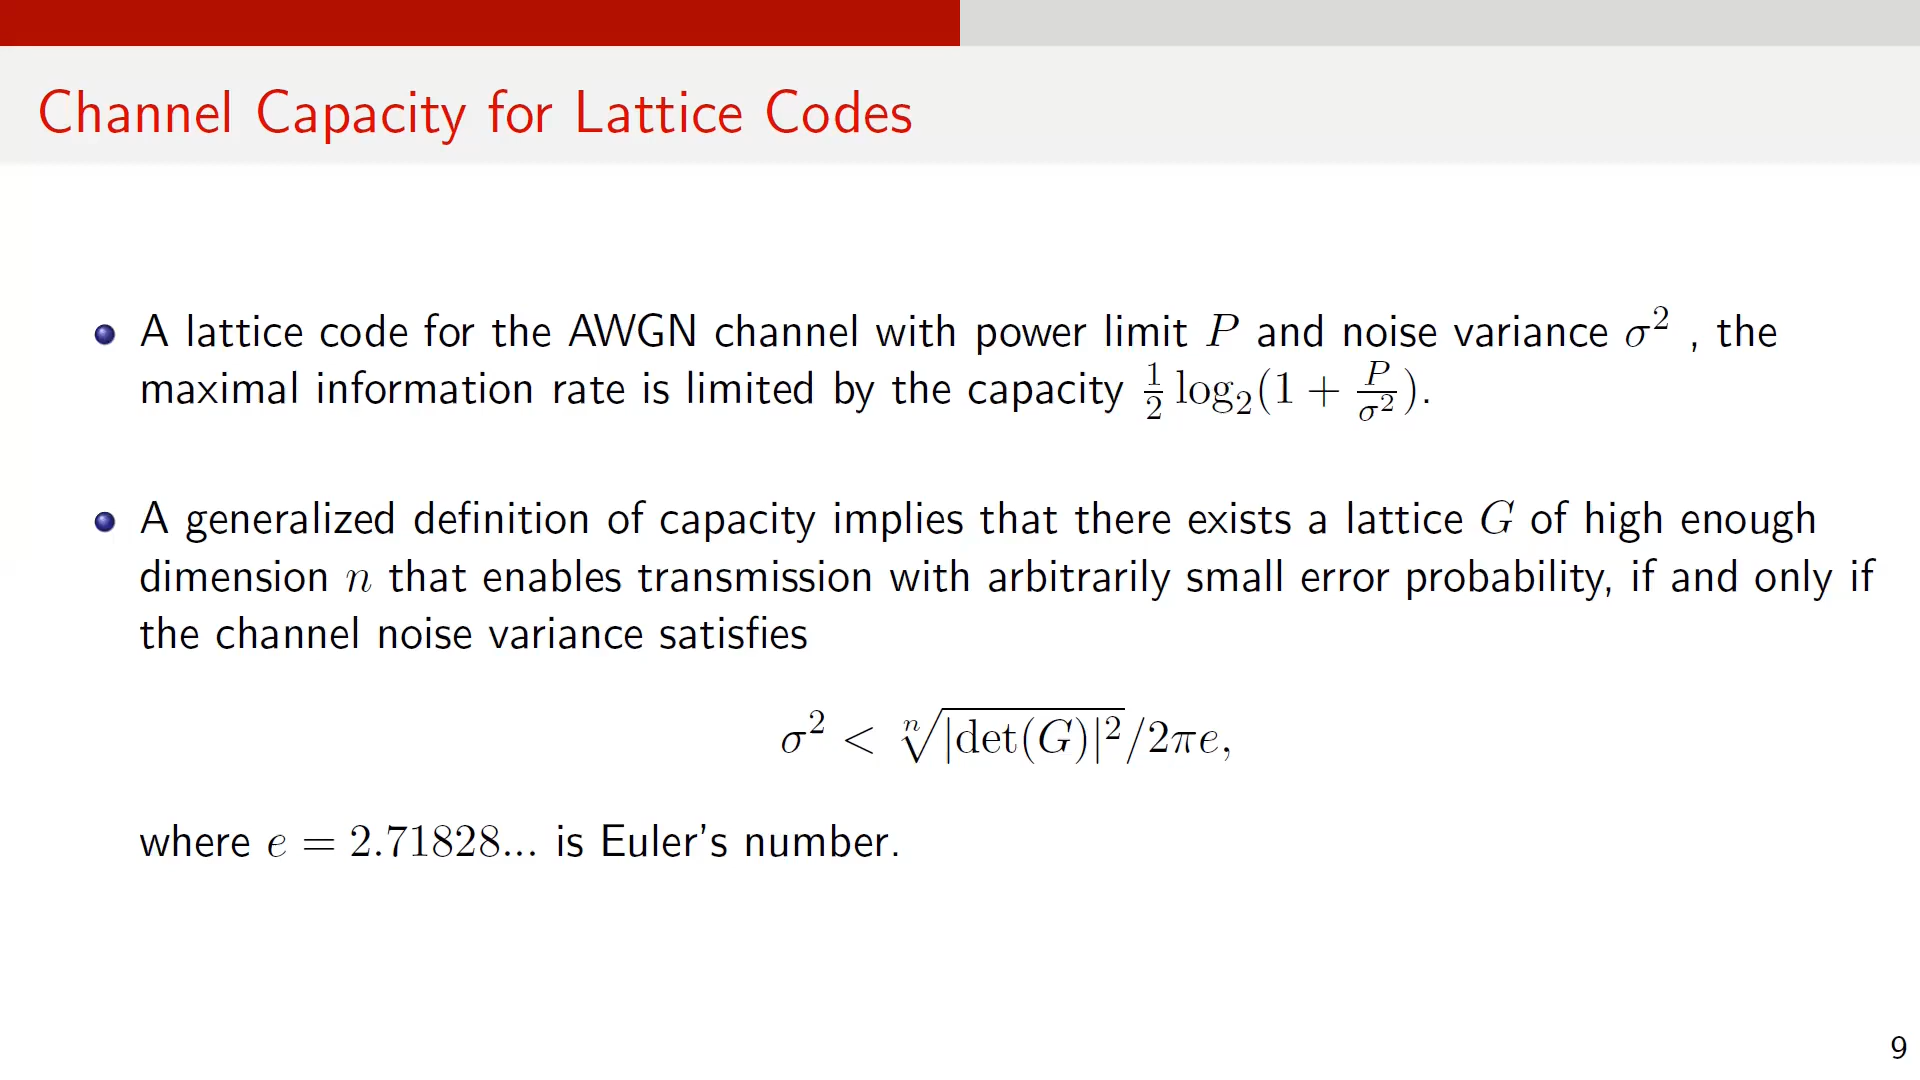 Channel Capacity for Lattice Codes
A lattice code for the AWGN channel with power limit P and noise variance σ² , the
maximal information rate is limited by the capacity ½ log₂(1 + P/σ²).
A generalized definition of capacity implies that there exists a lattice G of high enough
dimension n that enables transmission with arbitrarily small error probability, if and only if
the channel noise variance satisfies
σ² < ⁿ√|det(G)|²/2πe,
where e = 2.71828... is Euler's number.
9